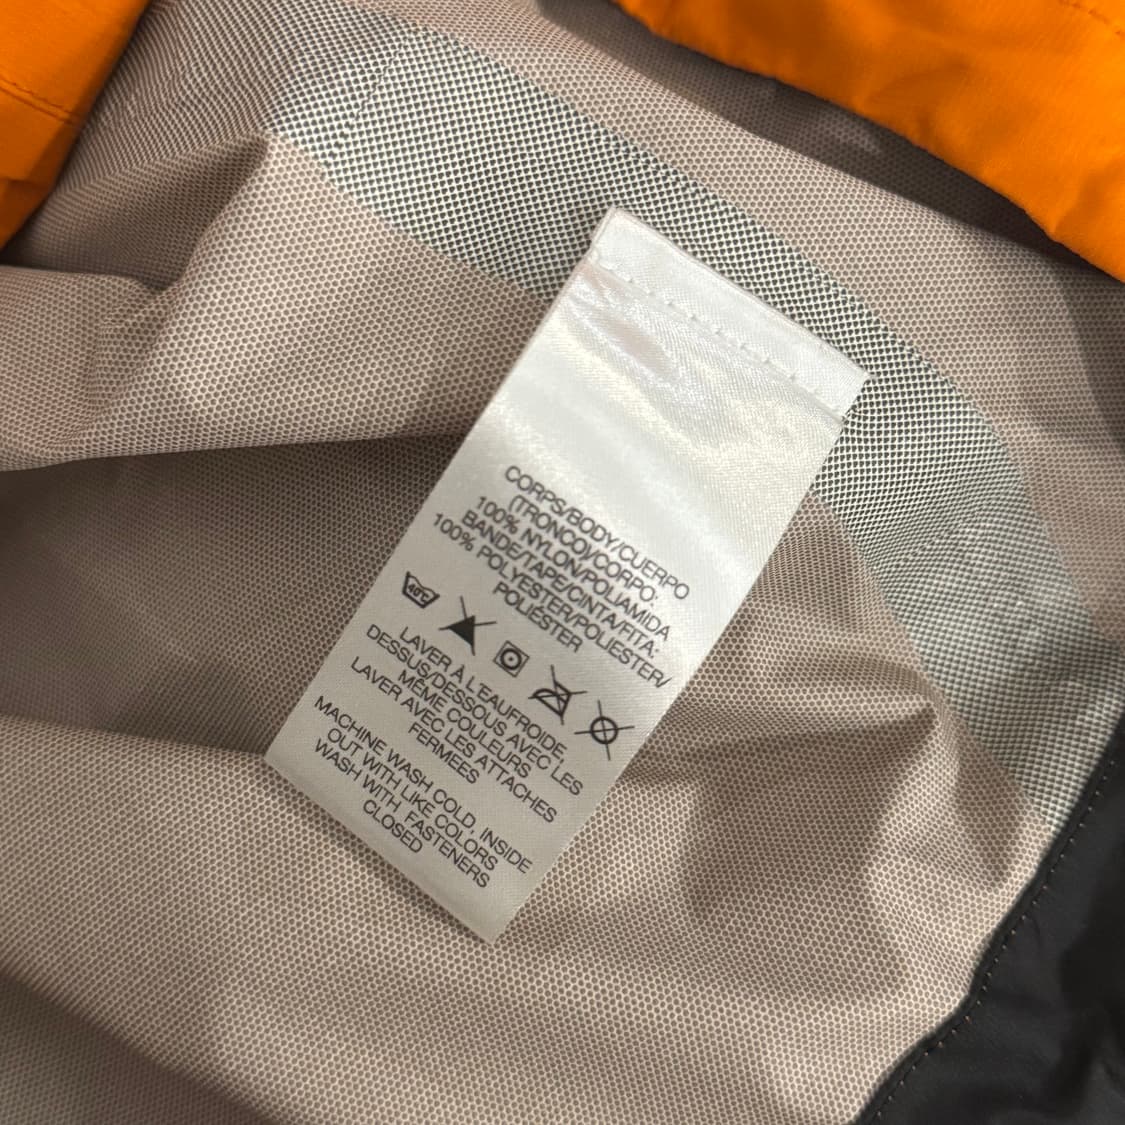 CORPS/BODY/CUERPO
(TRONCO)/CORPO:
100% NYLON/POLIAMIDA
BANDE/TAPE/CINTA/FITA:
100% POLYESTER/POLIESTER/
POLIÉSTER
40°C
LAVER À L'EAUFROIDE,
DESSUS/DESSOUS AVEC LES
MÊME COULEURS
LAVER AVEC LES ATTACHES
FERMEES
MACHINE WASH COLD, INSIDE
OUT WITH LIKE COLORS
WASH WITH FASTENERS
CLOSED